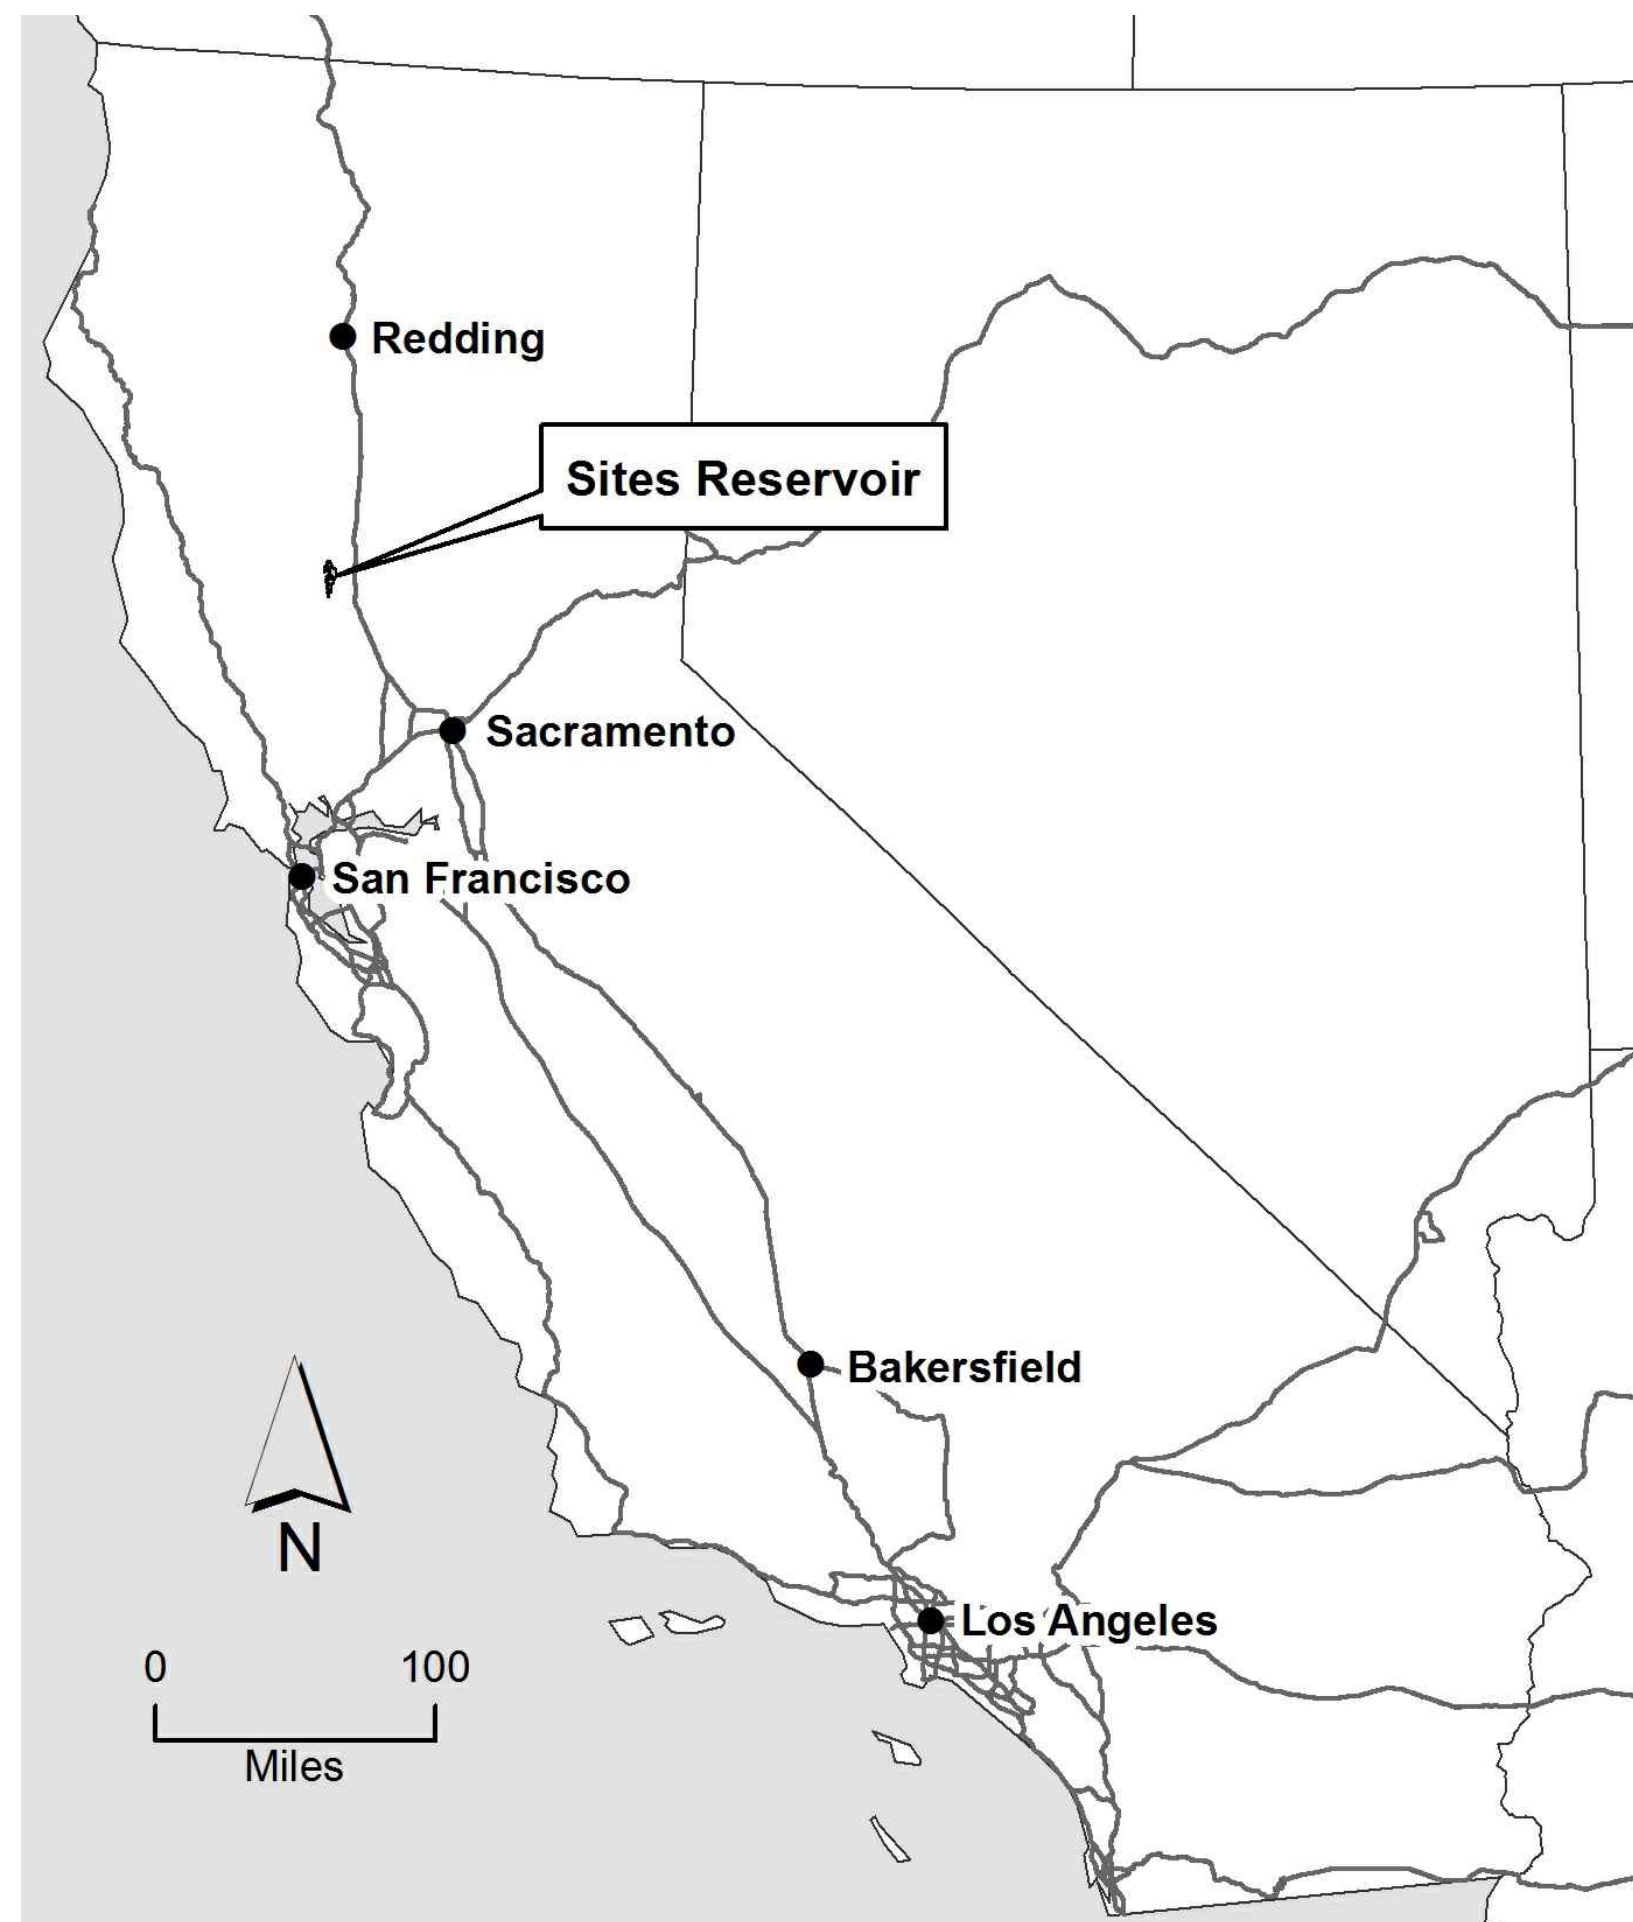 Redding
Sites Reservoir
Sacramento
San Francisco
Bakersfield
N
Los Angeles
0 100
Miles